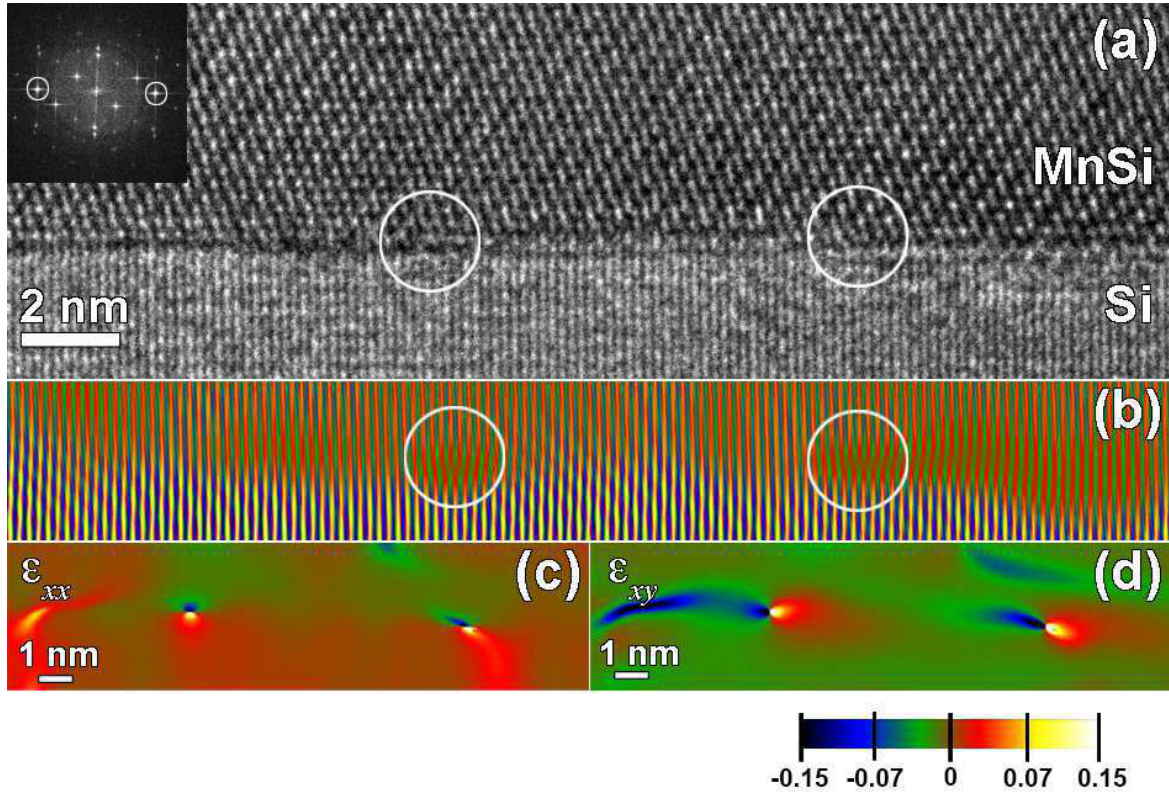 (a)
MnSi
Si
2 nm
(b)
εxx
(c)
1 nm
εxy
(d)
1 nm
-0.15 -0.07 0 0.07 0.15